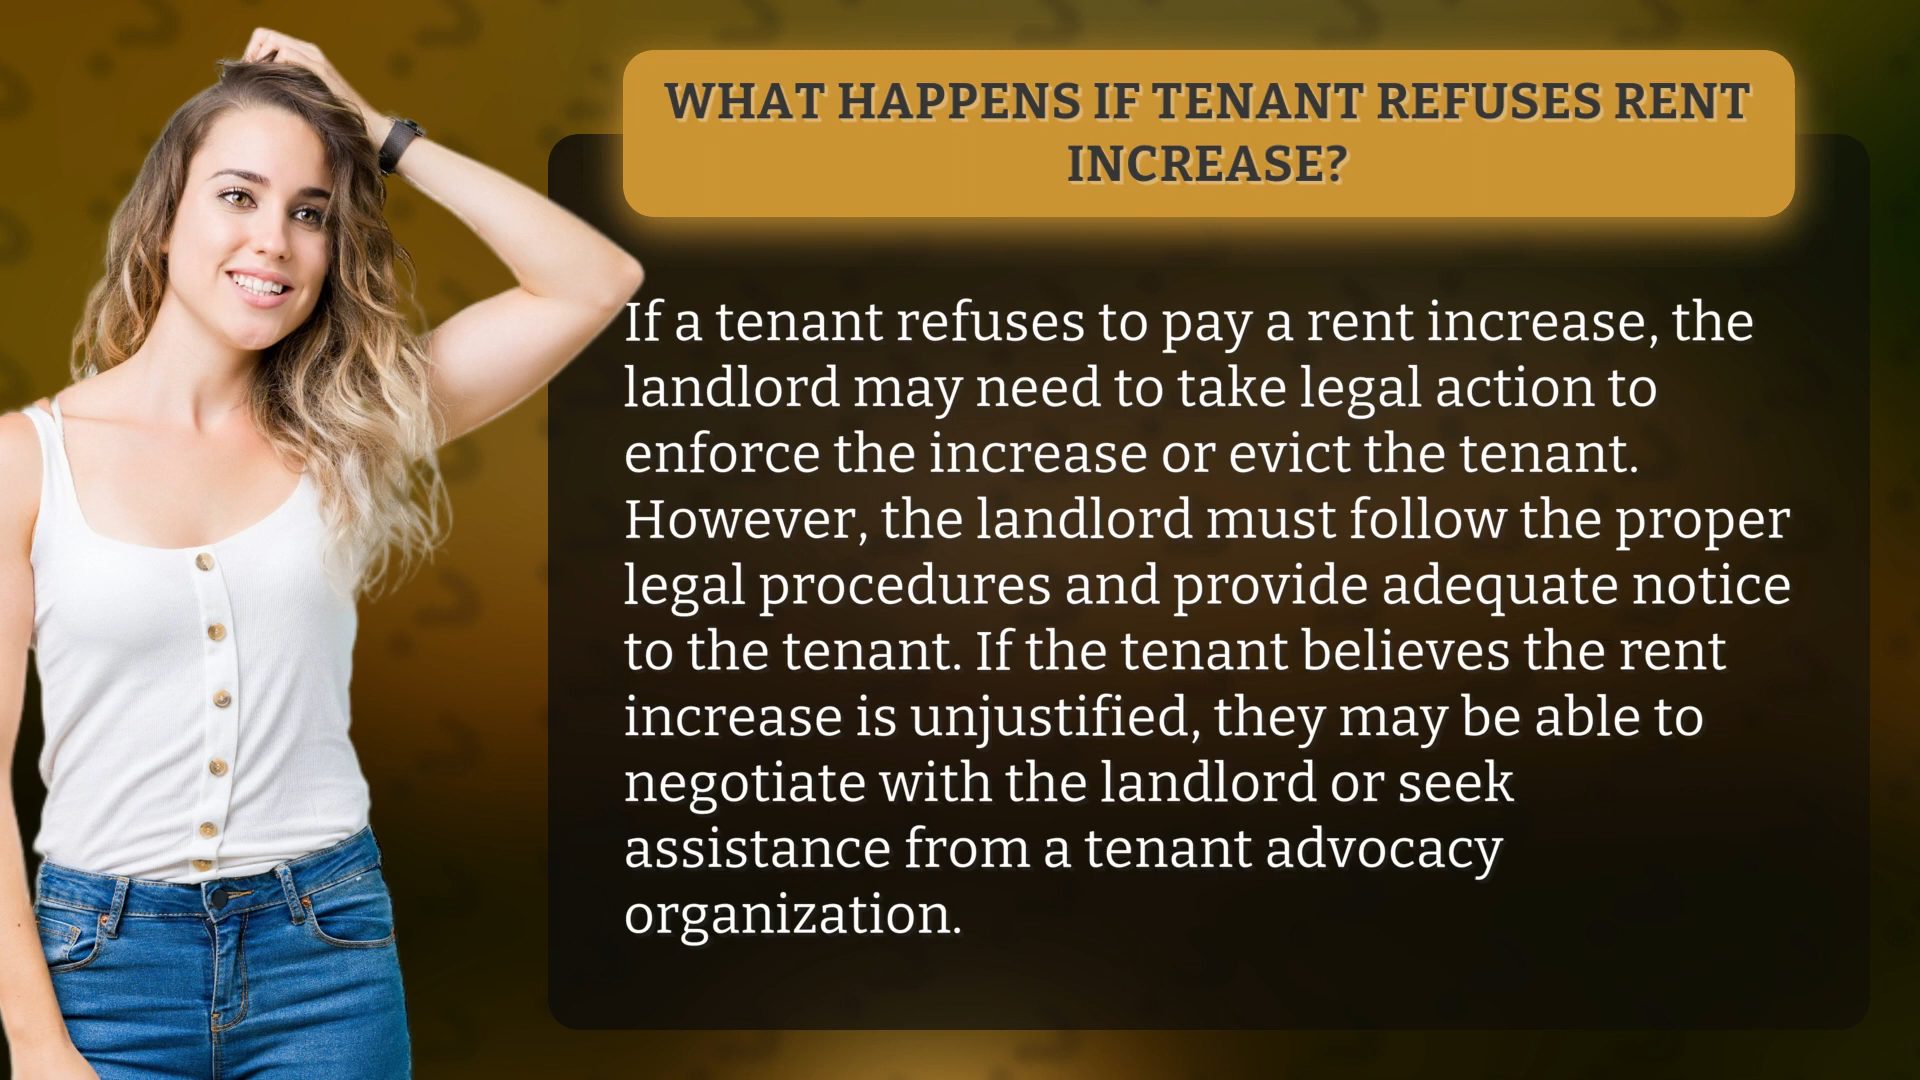 WHAT HAPPENS IF TENANT REFUSES RENT
INCREASE?
If a tenant refuses to pay a rent increase, the
landlord may need to take legal action to
enforce the increase or evict the tenant.
However, the landlord must follow the proper
legal procedures and provide adequate notice
to the tenant. If the tenant believes the rent
increase is unjustified, they may be able to
negotiate with the landlord or seek
assistance from a tenant advocacy
organization.